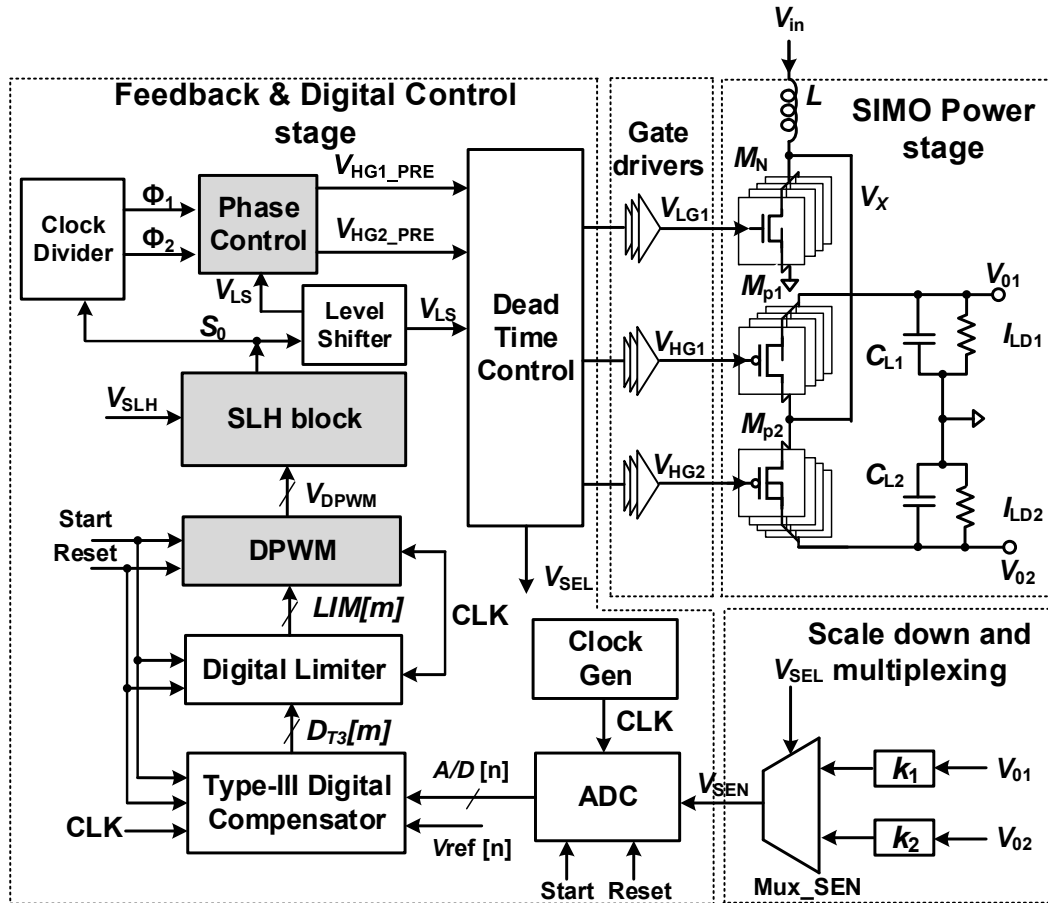 Vin
L
Feedback & Digital Control
stage
Gate
drivers
SIMO Power
stage
Clock
Divider
Φ1
Φ2
Phase
Control
VHG1_PRE
VHG2_PRE
VLS
Level
Shifter
VLS
S0
Dead
Time
Control
VLG1
VHG1
VHG2
MN
Mp1
Mp2
VX
V01
CL1
ILD1
CL2
ILD2
V02
VSLH
SLH block
VDPWM
Start
Reset
DPWM
LIM[m]
CLK
VSEL
Digital Limiter
DT3[m]
Type-III Digital
Compensator
CLK
A/D [n]
Vref [n]
Clock
Gen
CLK
ADC
Start
Reset
VSEN
Scale down and
multiplexing
VSEL
k1
V01
k2
V02
Mux_SEN